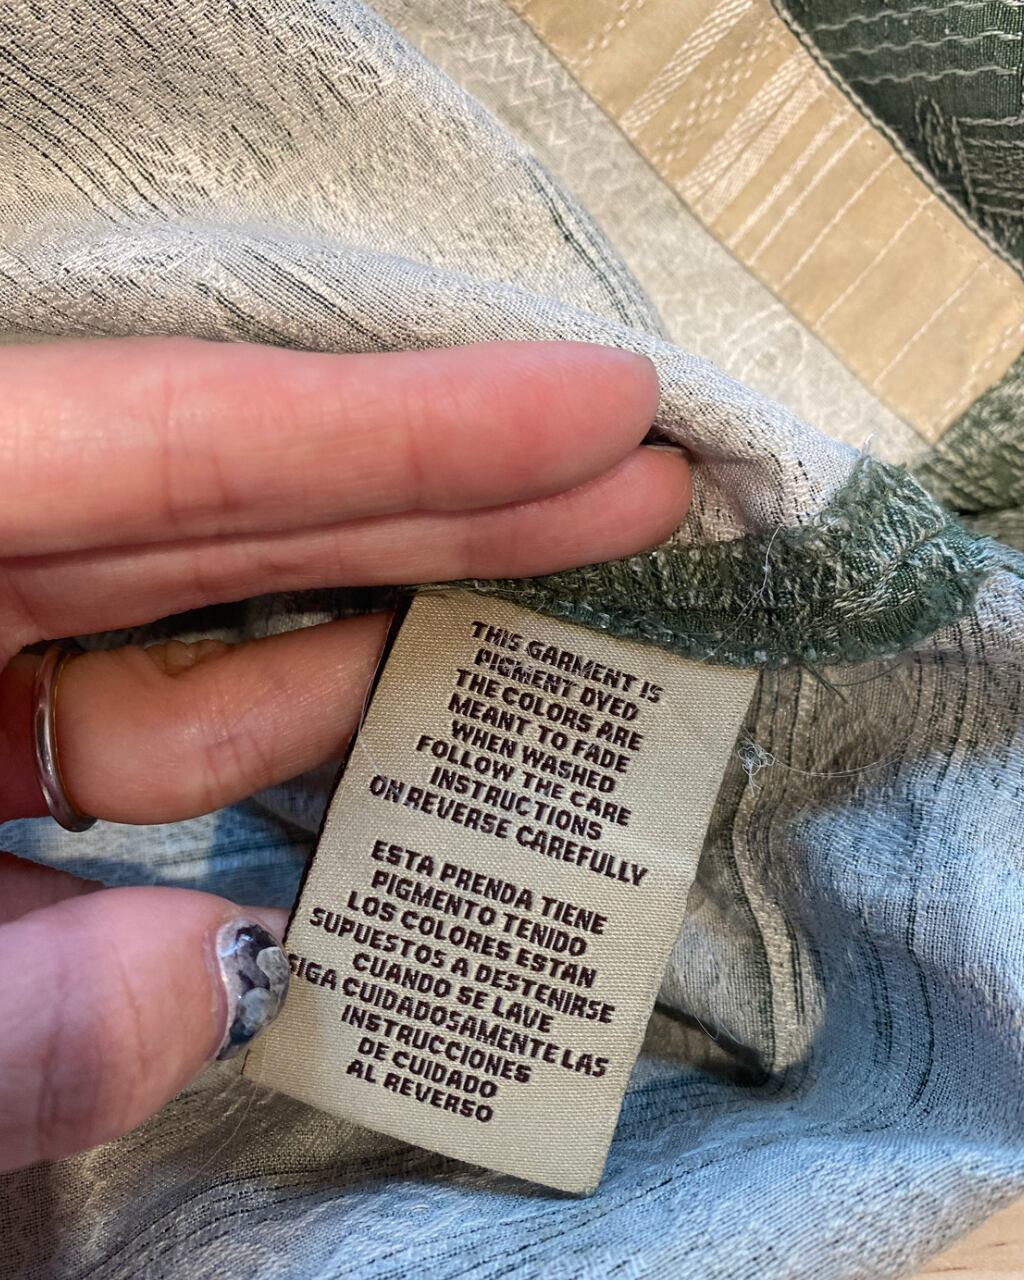 THIS GARMENT IS
PIGMENT DYED
THE COLORS ARE
MEANT TO FADE
WHEN WASHED
FOLLOW THE CARE
INSTRUCTIONS
ON REVERSE CAREFULLY
ESTA PRENDA TIENE
PIGMENTO TENIDO
LOS COLORES ESTAN
SUPUESTOS A DESTENIRSE
CUANDO SE LAVE
SIGA CUIDADOSAMENTE LAS
INSTRUCCIONES
DE CUIDADO
AL REVERSO